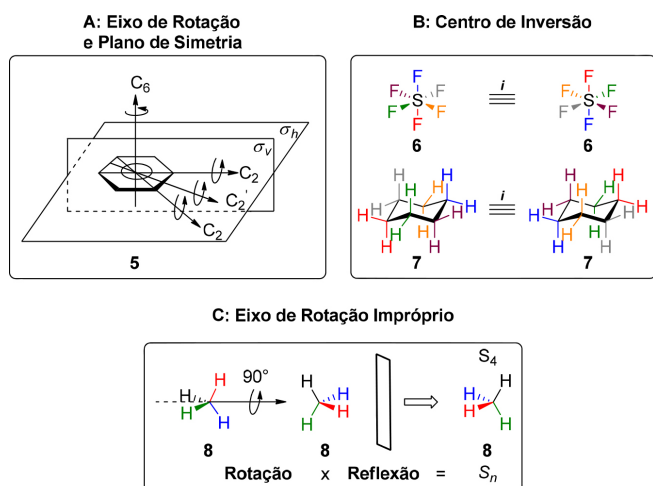 A: Eixo de Rotação
e Plano de Simetria
C6
σh
σv
C2
C2'
C2
5
B: Centro de Inversão
F
F F i F F
S S
F F F F
F F
6 6
H H H H
H H H H
i
H H H H
H H H H
H H H H
H H H H
7 7
C: Eixo de Rotação Impróprio
S4
H 90° H H
H H H
H H H H H H
8 8 8
Rotação x Reflexão = Sn